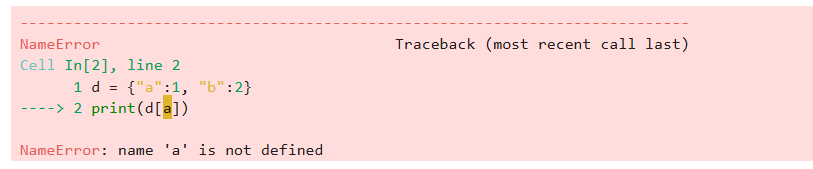 ---------------------------------------------------------------------------
NameError                                 Traceback (most recent call last)
Cell In[2], line 2
      1 d = {"a":1, "b":2}
----> 2 print(d[a])

NameError: name 'a' is not defined